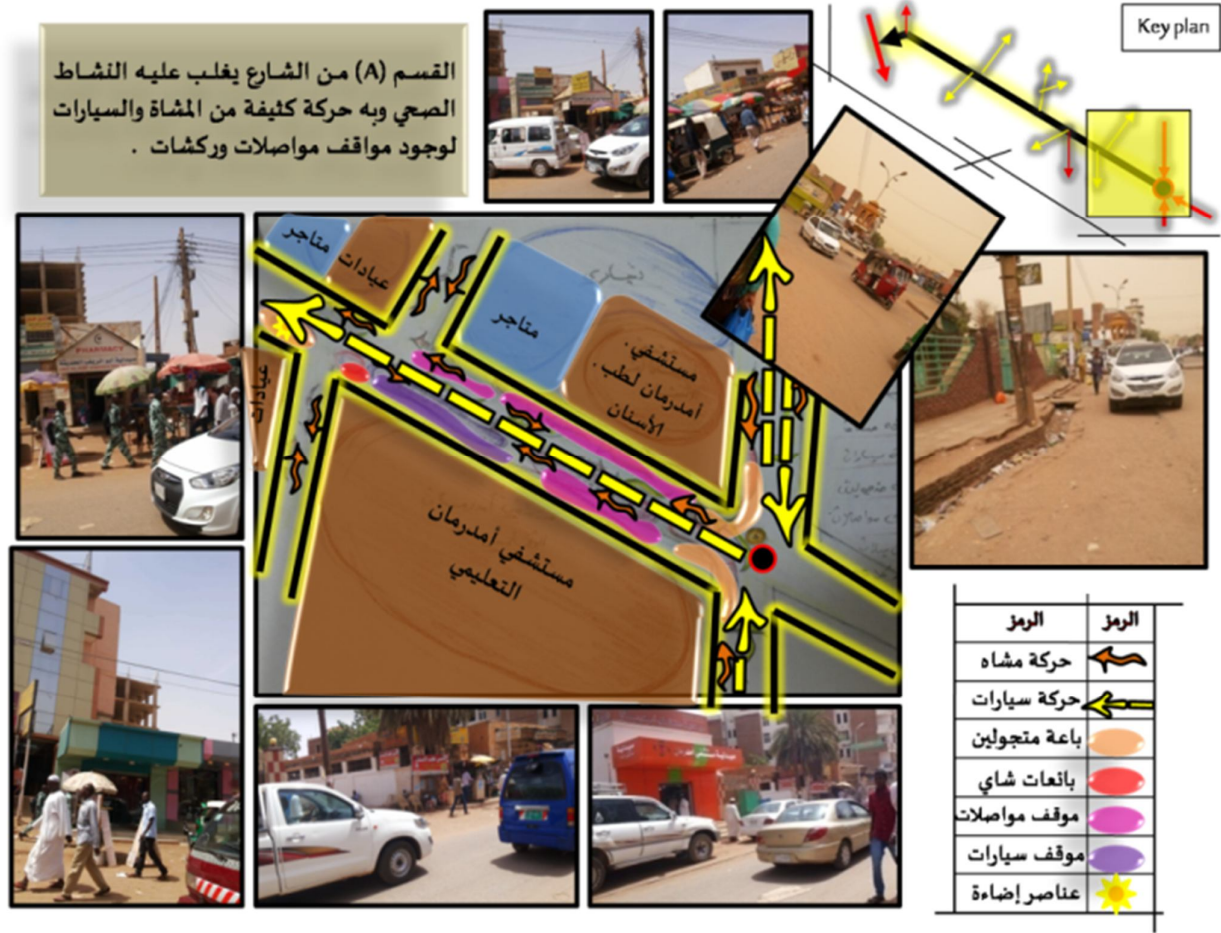 Key plan
القسم (A) من الشارع يغلب عليه النشاط
الصحي وبه حركة كثيفة من المشاة والسيارات
لوجود مواقف مواصلات وركشات .
متاجر
عيادات
متاجر
تجاري
مستشفي .
أمدرمان لطب .
الأسنان
عيادات
مستشفي أمدرمان
التعليمي
PHARMACY
الرمز الرمز
حركة مشاه
حركة سيارات
باعة متجولين
بائعات شاي
موقف مواصلات
موقف سيارات
عناصر إضاءة